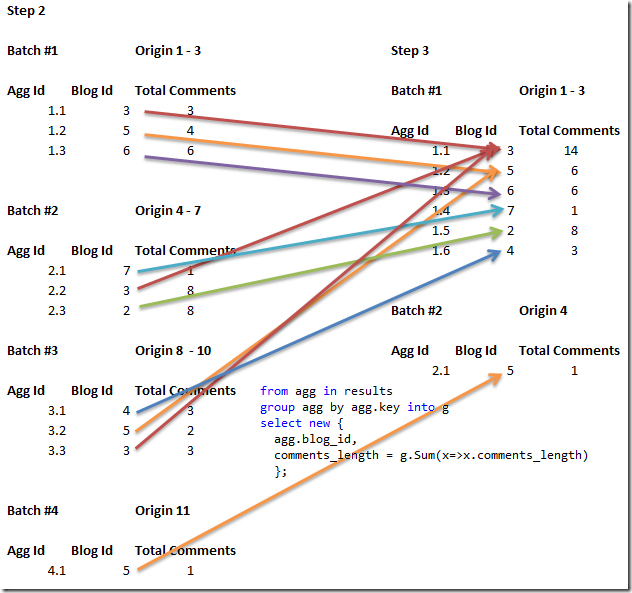 Step 2
Batch #1 Origin 1 - 3
Agg Id Blog Id Total Comments
1.1 3 3
1.2 5 4
1.3 6 6
Batch #2 Origin 4 - 7
Agg Id Blog Id Total Comments
2.1 7 1
2.2 3 8
2.3 2 8
Batch #3 Origin 8 - 10
Agg Id Blog Id Total Comments
3.1 4 3
3.2 5 2
3.3 3 3
Batch #4 Origin 11
Agg Id Blog Id Total Comments
4.1 5 1
Step 3
Batch #1 Origin 1 - 3
Agg Id Blog Id Total Comments
1.1 3 14
1.2 5 6
1.3 6 6
1.4 7 1
1.5 2 8
1.6 4 3
Batch #2 Origin 4
Agg Id Blog Id Total Comments
2.1 5 1
from agg in results
group agg by agg.key into g
select new {
agg.blog_id,
comments_length = g.Sum(x=>x.comments_length)
};